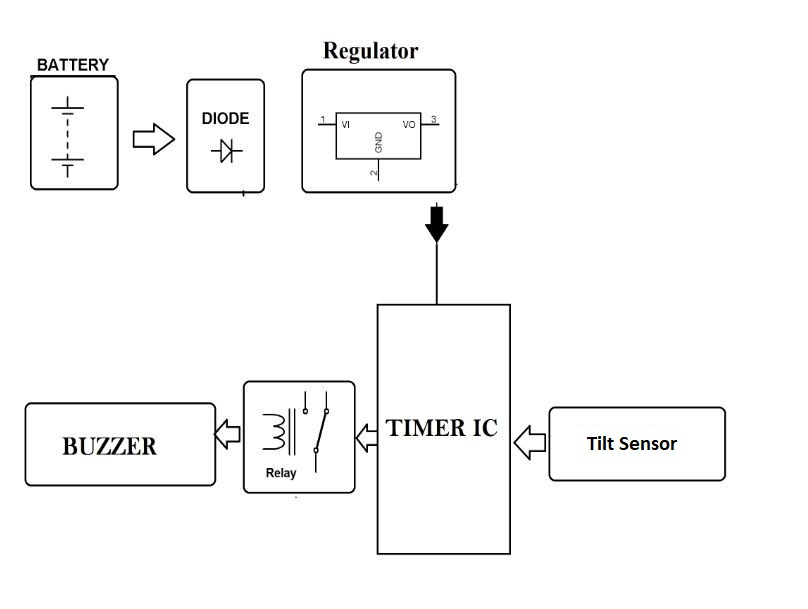 Regulator
BATTERY
DIODE
1
VI
VO
3
GND
2
TIMER IC
BUZZER
Relay
Tilt Sensor